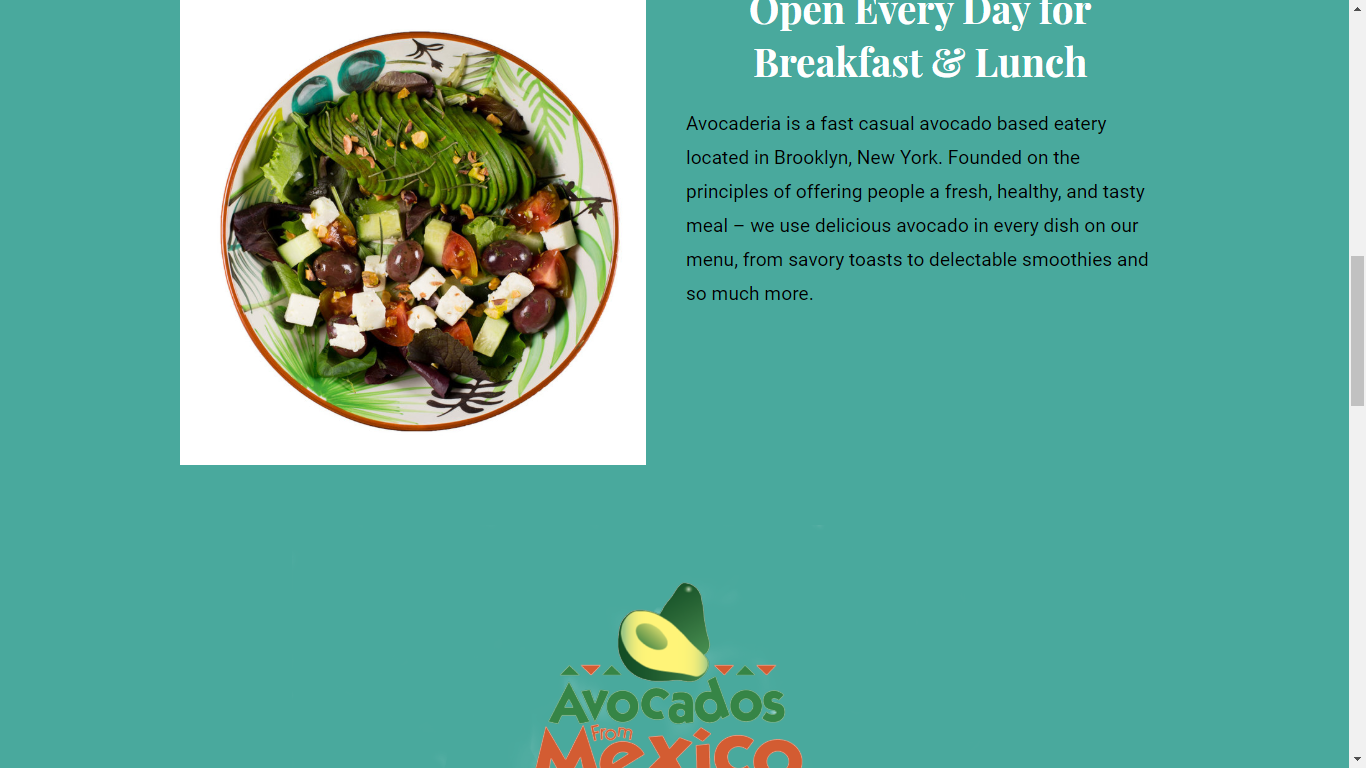 Open Every Day for
Breakfast & Lunch
Avocaderia is a fast casual avocado based eatery
located in Brooklyn, New York. Founded on the
principles of offering people a fresh, healthy, and tasty
meal – we use delicious avocado in every dish on our
menu, from savory toasts to delectable smoothies and
so much more.
Avocados
From
Mexico